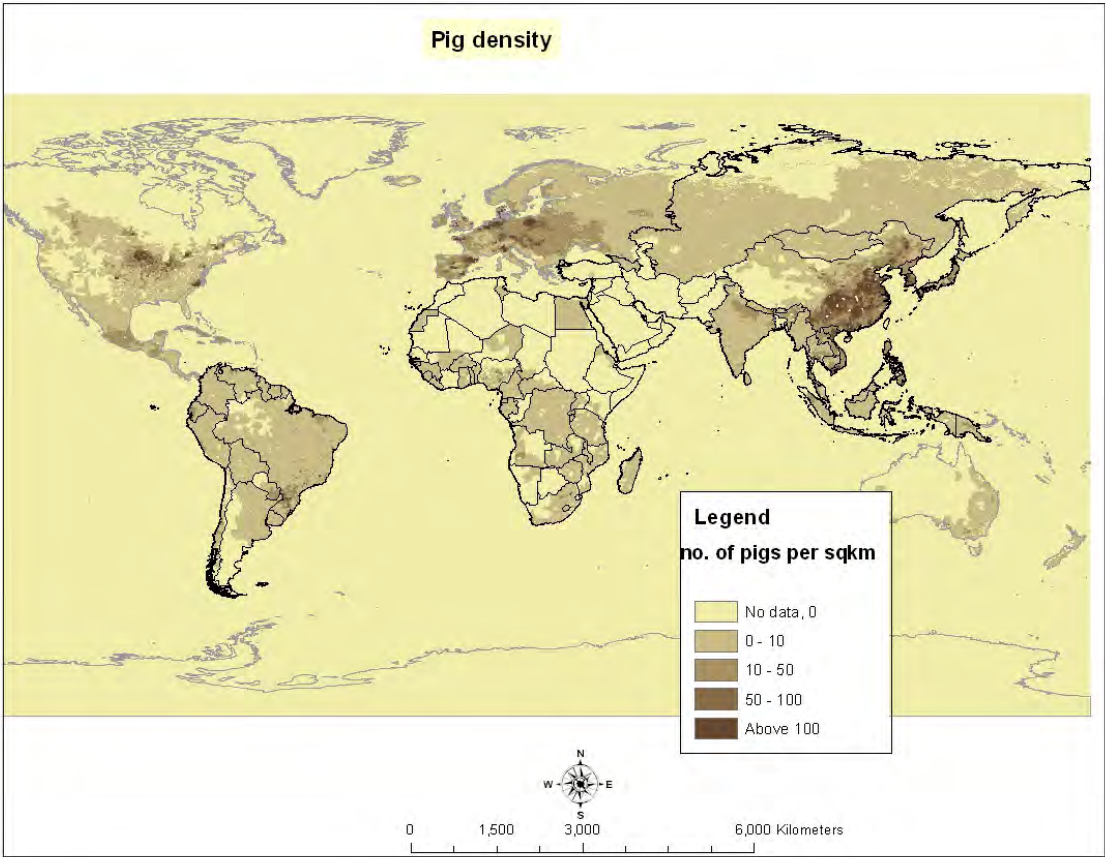 Pig density
Legend
no. of pigs per sqkm
No data, 0
0 - 10
10 - 50
50 - 100
Above 100
N
W E
S
0 1,500 3,000 6,000 Kilometers